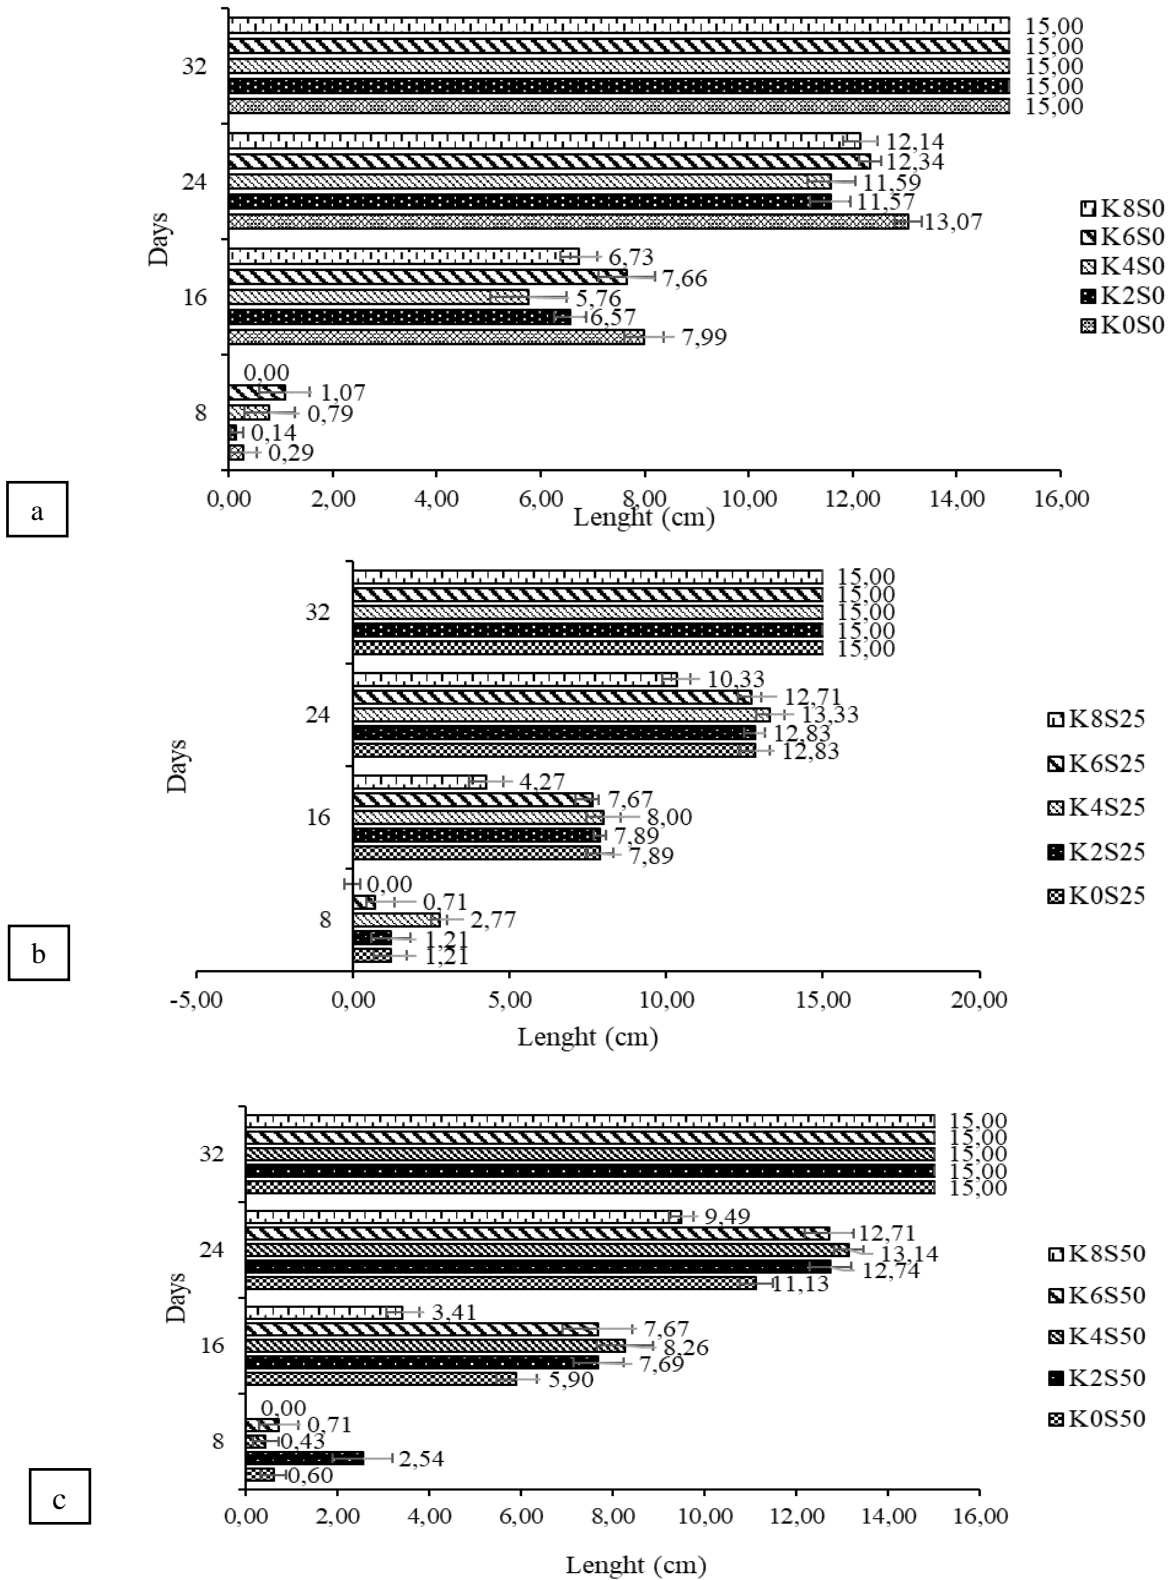 15,00
15,00
32
15,00
15,00
15,00
12,14
12,34
24
11,59
11,57
13,07
6,73
7,66
16
5,76
6,57
7,99
0,00
1,07
8
0,79
0,14
0,29
Days
K8S0
K6S0
K4S0
K2S0
K0S0
0,00 2,00 4,00 6,00 8,00 10,00 12,00 14,00 16,00
Lenght (cm)
a
15,00
15,00
32
15,00
15,00
15,00
10,33
12,71
24
13,33
12,83
12,83
4,27
7,67
16
8,00
7,89
7,89
0,00
0,71
8
2,77
1,21
1,21
Days
K8S25
K6S25
K4S25
K2S25
K0S25
-5,00 0,00 5,00 10,00 15,00 20,00
Lenght (cm)
b
15,00
15,00
32
15,00
15,00
15,00
9,49
12,71
24
13,14
12,74
11,13
3,41
7,67
16
8,26
7,69
5,90
0,00
0,71
8
0,43
2,54
0,60
Days
K8S50
K6S50
K4S50
K2S50
K0S50
0,00 2,00 4,00 6,00 8,00 10,00 12,00 14,00 16,00
Lenght (cm)
c